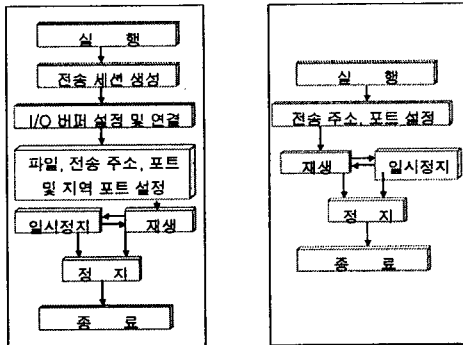 실 행
전송 세션 생성
I/O 버퍼 설정 및 연결
파일, 전송 주소, 포트
및 지역 포트 설정
일시정지
재생
정 지
종 료
실 행
전송 주소, 포트 설정
재생
일시정지
정 지
종 료